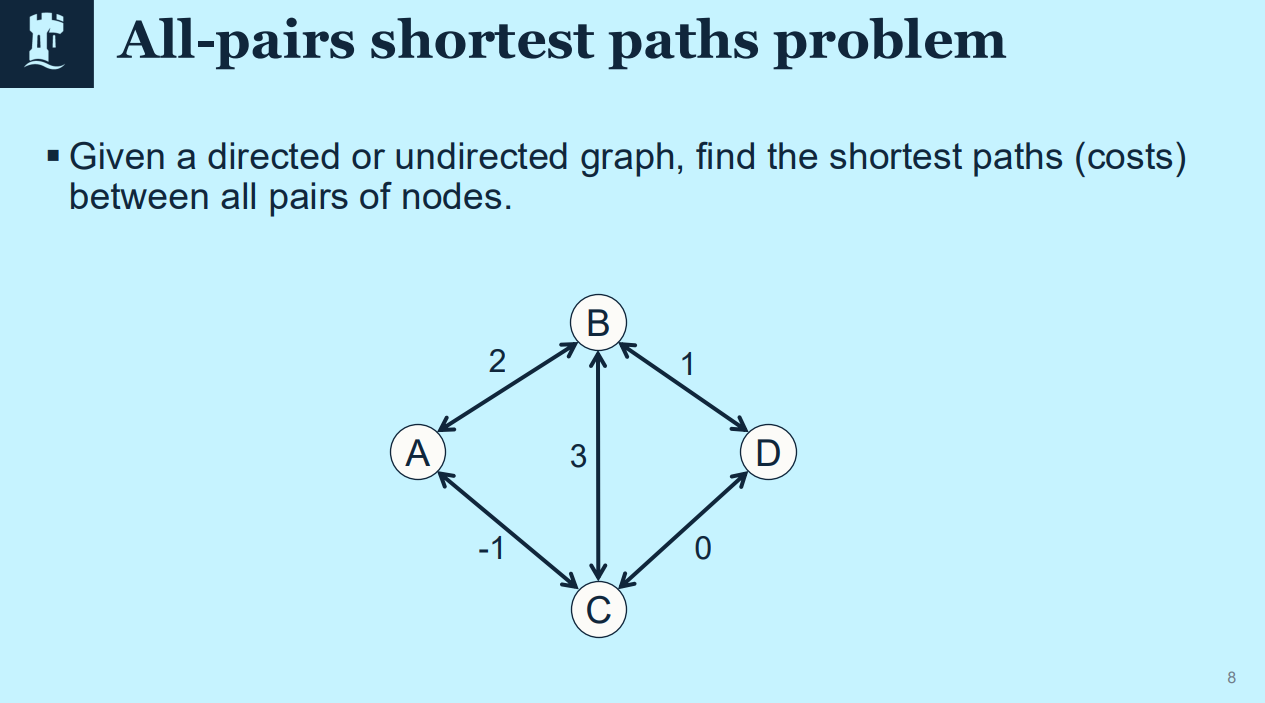 All-pairs shortest paths problem
▪ Given a directed or undirected graph, find the shortest paths (costs)
between all pairs of nodes.
B
2
1
A
3
D
-1
0
C
8